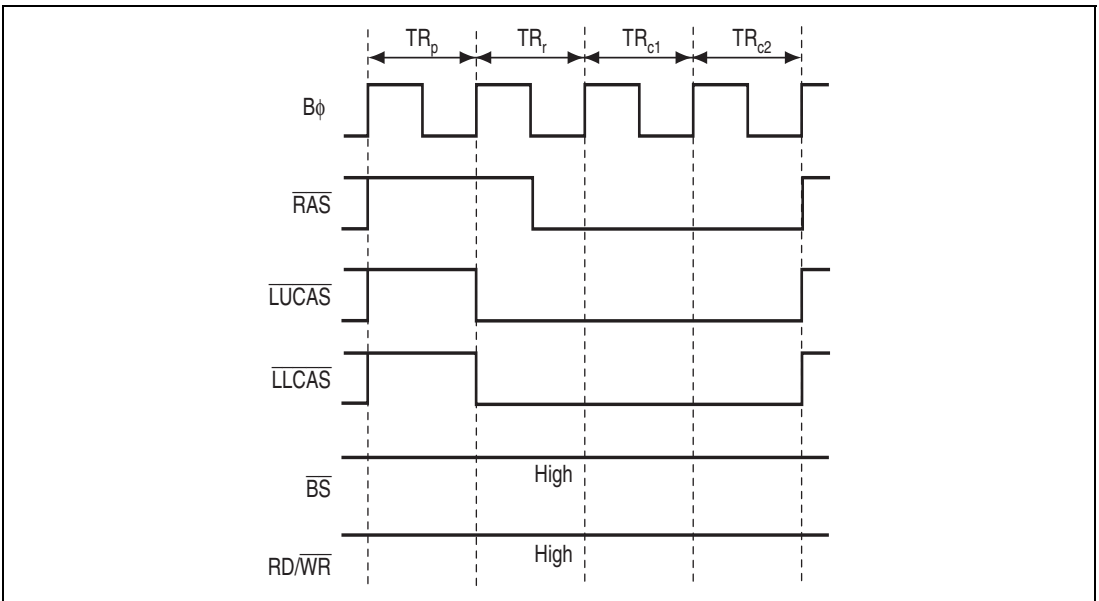 TRp TRr TRc1 TRc2
Bϕ
RAS
LUCAS
LLCAS
BS High
RD/WR High